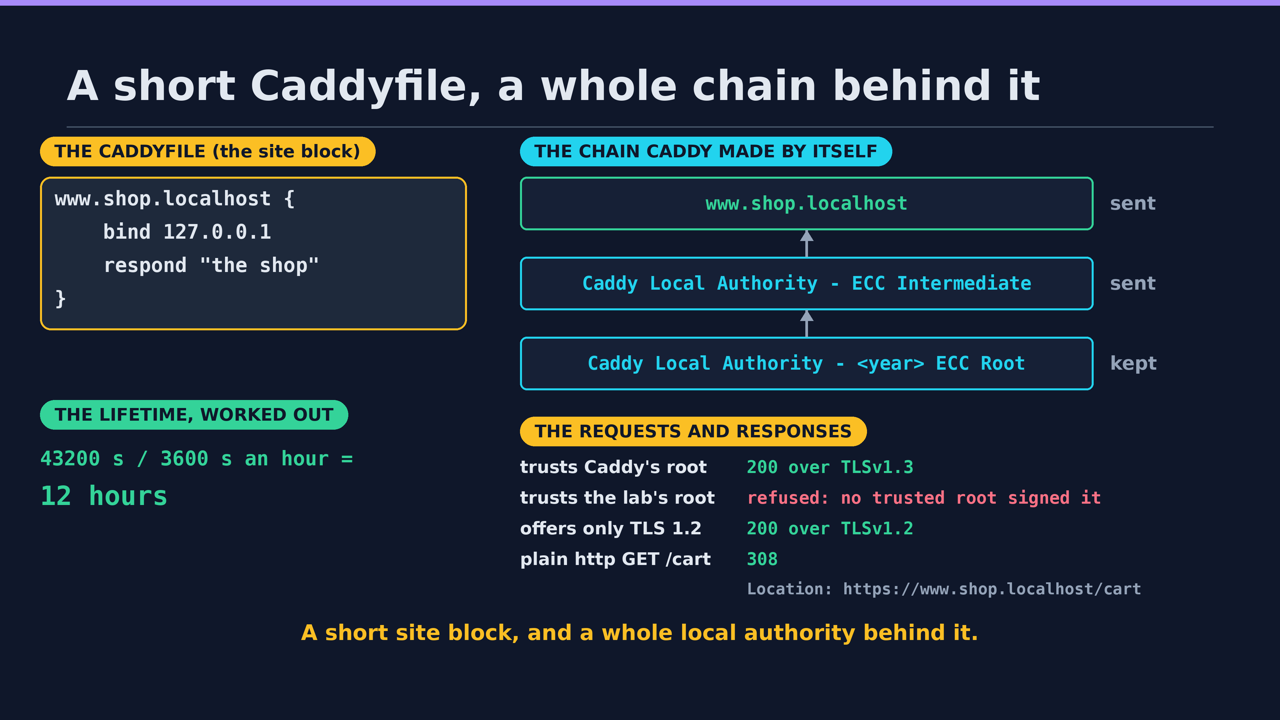 A short Caddyfile, a whole chain behind it
THE CADDYFILE (the site block)
www.shop.localhost {
    bind 127.0.0.1
    respond "the shop"
}
THE LIFETIME, WORKED OUT
43200 s / 3600 s an hour =
12 hours
THE CHAIN CADDY MADE BY ITSELF
www.shop.localhost sent
Caddy Local Authority - ECC Intermediate sent
Caddy Local Authority - <year> ECC Root kept
THE REQUESTS AND RESPONSES
trusts Caddy's root 200 over TLSv1.3
trusts the lab's root refused: no trusted root signed it
offers only TLS 1.2 200 over TLSv1.2
plain http GET /cart 308
Location: https://www.shop.localhost/cart
A short site block, and a whole local authority behind it.